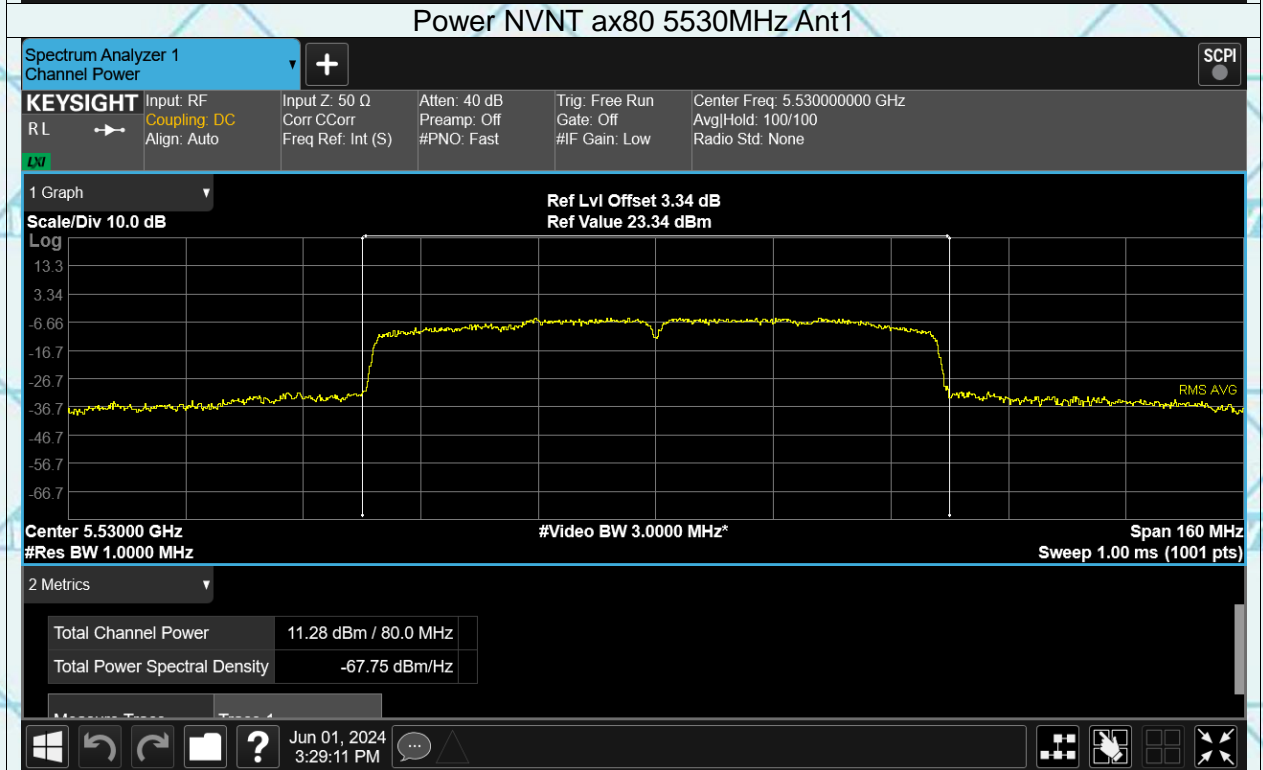 Power NVNT ax80 5530MHz Ant1
Spectrum Analyzer 1
Channel Power
SCPI
KEYSIGHT
RL
LXI
Input: RF
Coupling: DC
Align: Auto
Input Z: 50 Ω
Corr CCorr
Freq Ref: Int (S)
Atten: 40 dB
Preamp: Off
#PNO: Fast
Trig: Free Run
Gate: Off
#IF Gain: Low
Center Freq: 5.530000000 GHz
Avg|Hold: 100/100
Radio Std: None
1 Graph
Scale/Div 10.0 dB
Ref Lvl Offset 3.34 dB
Ref Value 23.34 dBm
Log
13.3
3.34
-6.66
-16.7
-26.7
-36.7
-46.7
-56.7
-66.7
RMS AVG
Center 5.53000 GHz
#Video BW 3.0000 MHz*
Span 160 MHz
#Res BW 1.0000 MHz
Sweep 1.00 ms (1001 pts)
2 Metrics
Total Channel Power 11.28 dBm / 80.0 MHz
Total Power Spectral Density -67.75 dBm/Hz
Measure Trace Trace 1
Jun 01, 2024
3:29:11 PM